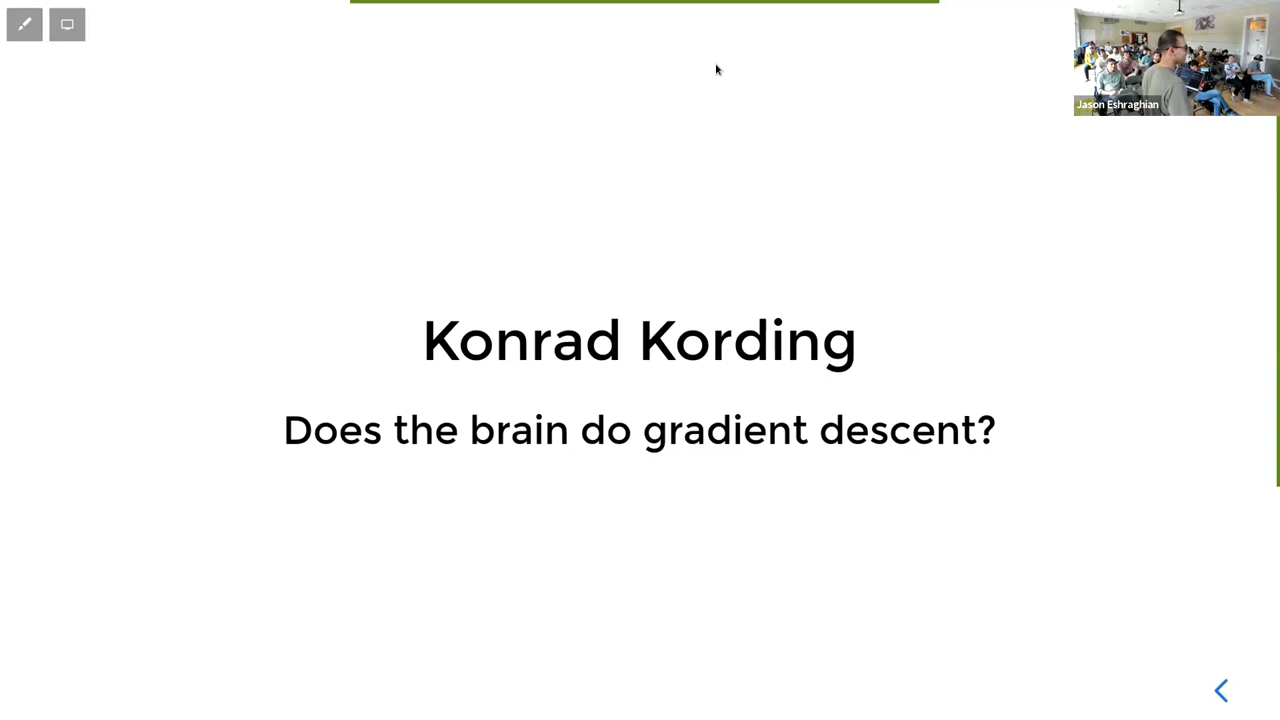 Jason Eshraghian
Konrad Kording
Does the brain do gradient descent?